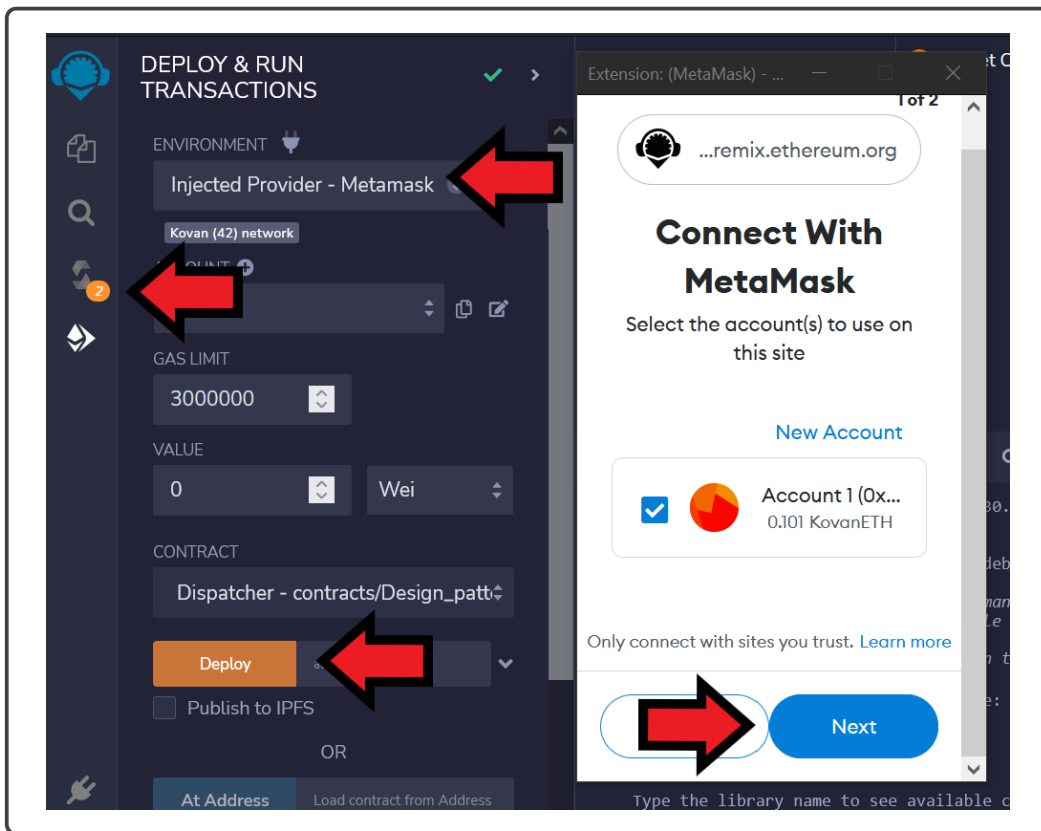 DEPLOY & RUN
TRANSACTIONS
ENVIRONMENT
Injected Provider - Metamask
Kovan (42) network
2
GAS LIMIT
3000000
VALUE
0
Wei
CONTRACT
Dispatcher - contracts/Design_patt
Deploy
Publish to IPFS
OR
At Address
Load contract from Address
Extension: (MetaMask) - ...
1 of 2
...remix.ethereum.org
Connect With
MetaMask
Select the account(s) to use on
this site
New Account
Account 1 (0x...
0.101 KovanETH
Only connect with sites you trust. Learn more
Next
Type the library name to see available c